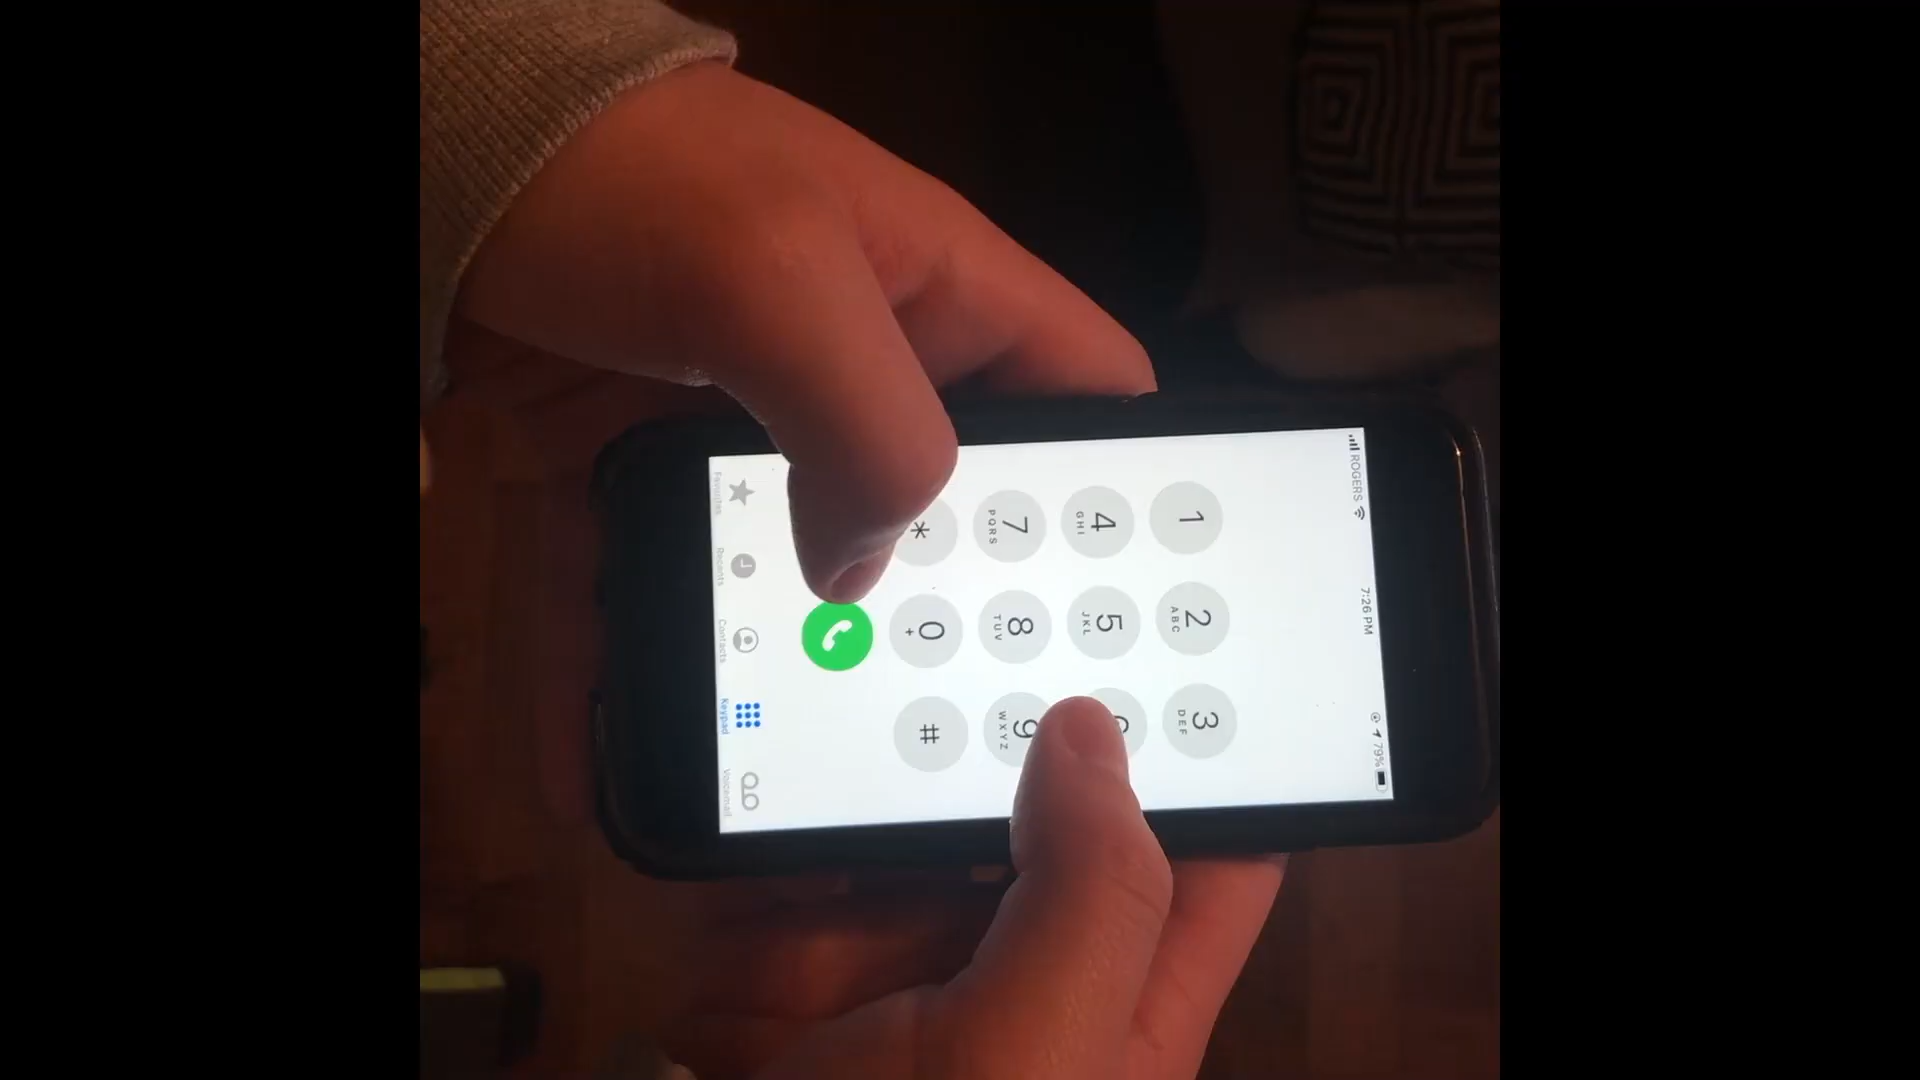 ROGERS 7:26 PM 79%
1 2 3
ABC DEF
4 5
GHI JKL
7 8 9
PQRS TUV WXYZ
* 0 #
+
Favorites Recents Contacts Keypad Voicemail